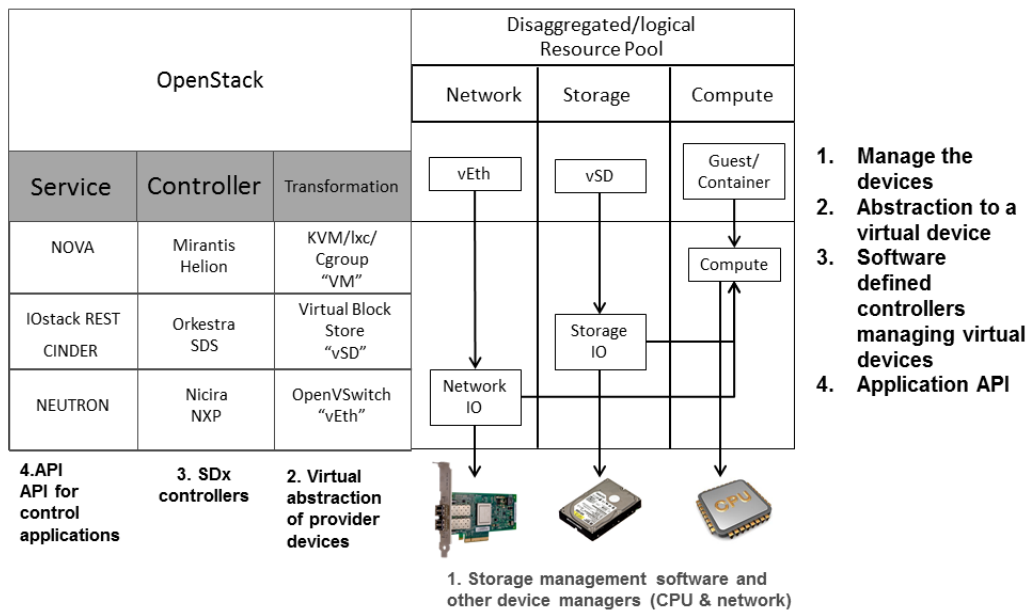 Disaggregated/logical
Resource Pool
OpenStack
Network
Storage
Compute
Service
Controller
Transformation
vEth
vSD
Guest/
Container
NOVA
Mirantis
Helion
KVM/lxc/
Cgroup
“VM”
Compute
IOstack REST
CINDER
Orkestra
SDS
Virtual Block
Store
“vSD”
Storage
IO
NEUTRON
Nicira
NXP
OpenVSwitch
“vEth”
Network
IO
1. Manage the
devices
2. Abstraction to a
virtual device
3. Software
defined
controllers
managing virtual
devices
4. Application API
4.API
API for
control
applications
3. SDx
controllers
2. Virtual
abstraction
of provider
devices
CPU
1. Storage management software and
other device managers (CPU & network)